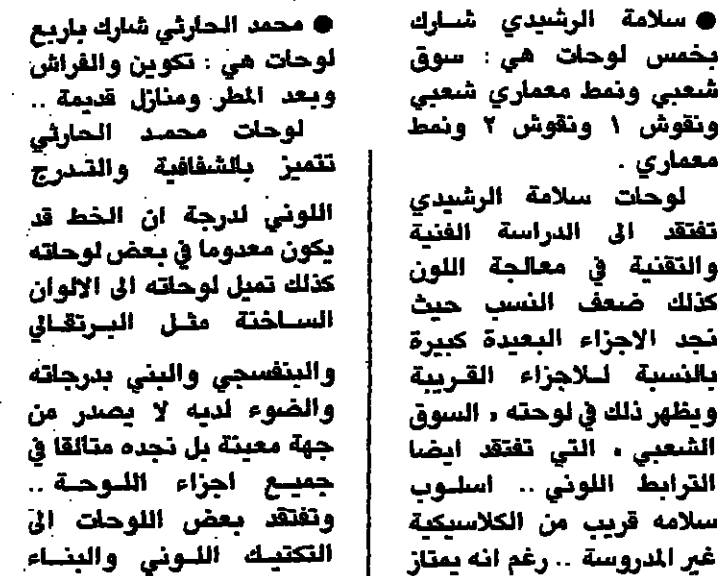 ● سلامة الرشيدي شارك
بخمس لوحات هي : سوق
شعبي ونمط معماري شعبي
ونقوش ١ ونقوش ٢ ونمط
معماري .
لوحات سلامة الرشيدي
تفتقد الى الدراسة الفنية
والتقنية في معالجة اللون
كذلك ضعف النسب حيث
نجد الاجزاء البعيدة كبيرة
بالنسبة للاجزاء القريبة
ويظهر ذلك في لوحته « السوق
الشعبي » التي تفتقد ايضا
الترابط اللوني .. اسلوب
سلامه قريب من الكلاسيكية
غير المدروسة .. رغم انه يمتاز
● محمد الحارثي شارك باربع
لوحات هي : تكوين والفراش
وبعد المطر ومنازل قديمة ..
لوحات محمد الحارثي
تتميز بالشفافية والتدرج
اللوني لدرجة ان الخط قد
يكون معدوما في بعض لوحاته
كذلك تميل لوحاته الى الالوان
الساخنة مثل البرتقالي
والبنفسجي والبني بدرجاته
والضوء لديه لا يصدر من
جهة معينة بل نجده متالقا في
جميع اجزاء اللوحة ..
وتفتقد بعض اللوحات الى
التكتيك اللوني والبناء